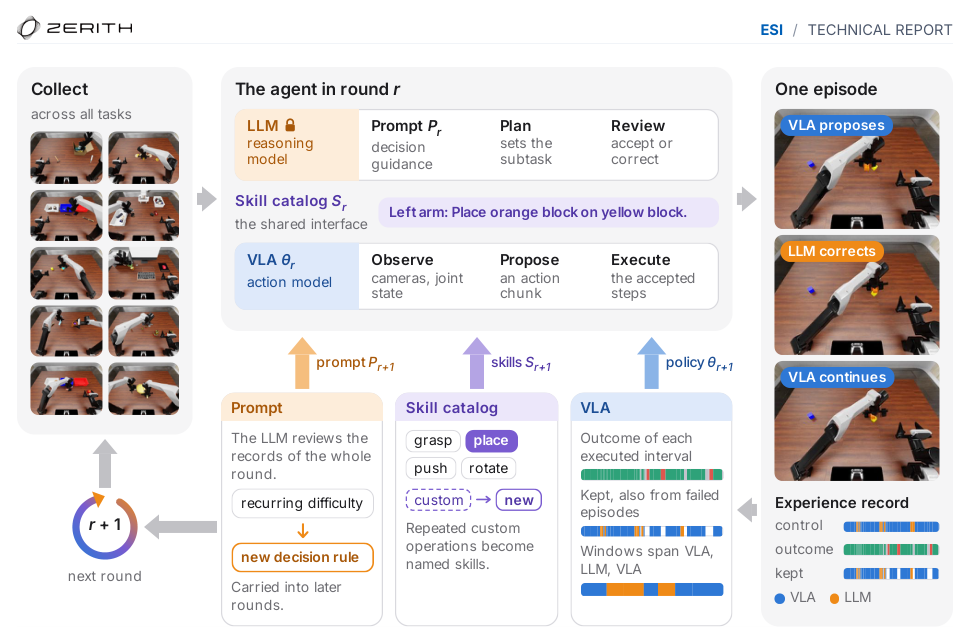 ZERITH
ESI / TECHNICAL REPORT
Collect
across all tasks
The agent in round r
LLM
reasoning
model
Prompt Pr
decision
guidance
Plan
sets the
subtask
Review
accept or
correct
Skill catalog Sr
the shared interface
Left arm: Place orange block on yellow block.
VLA θr
action model
Observe
cameras, joint
state
Propose
an action
chunk
Execute
the accepted
steps
One episode
VLA proposes
LLM corrects
VLA continues
Experience record
control
outcome
kept
VLA LLM
prompt Pr+1
skills Sr+1
policy θr+1
Prompt
The LLM reviews the
records of the whole
round.
recurring difficulty
new decision rule
Carried into later
rounds.
Skill catalog
grasp place
push rotate
custom → new
Repeated custom
operations become
named skills.
VLA
Outcome of each
executed interval
Kept, also from failed
episodes
Windows span VLA,
LLM, VLA
r + 1
next round